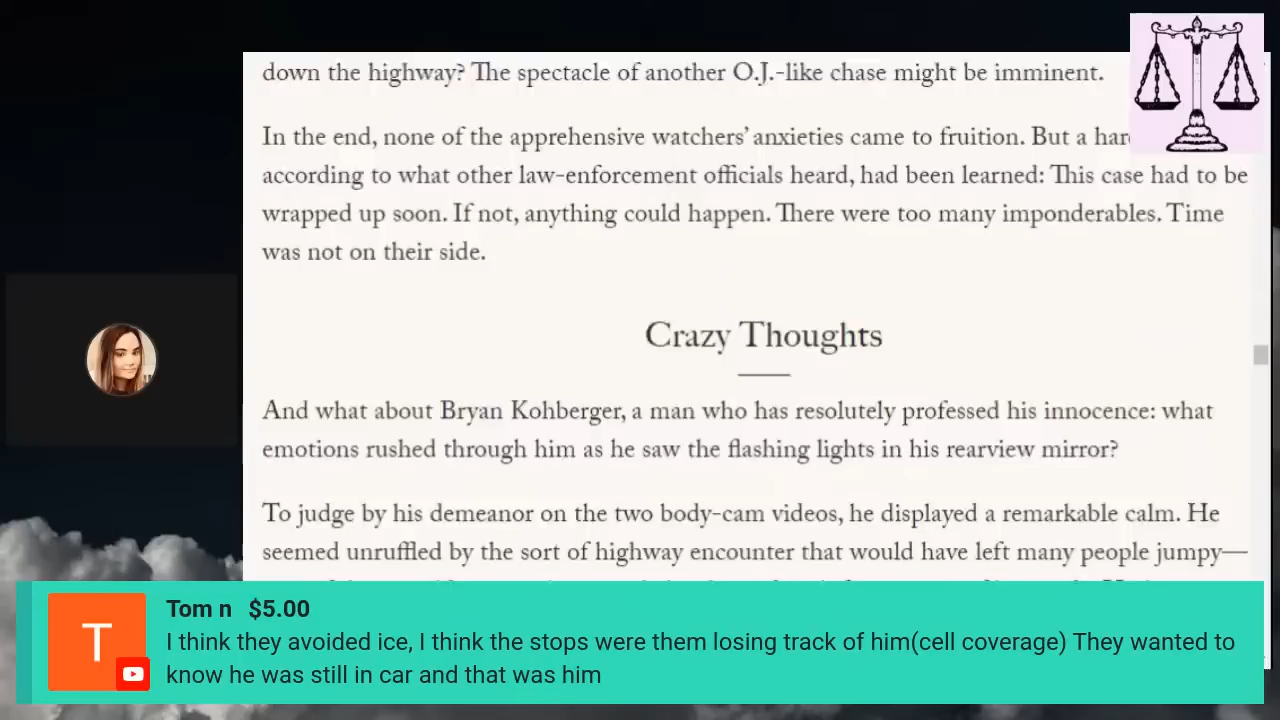 down the highway? The spectacle of another O.J.-like chase might be imminent.
In the end, none of the apprehensive watchers' anxieties came to fruition. But a
according to what other law-enforcement officials heard, had been learned: This case had to be
wrapped up soon. If not, anything could happen. There were too many imponderables. Time
was not on their side.
Crazy Thoughts
And what about Bryan Kohberger, a man who has resolutely professed his innocence: what
emotions rushed through him as he saw the flashing lights in his rearview mirror?
To judge by his demeanor on the two body-cam videos, he displayed a remarkable calm. He
seemed unruffled by the sort of highway encounter that would have left many people jumpy—
T
Tom n $5.00
I think they avoided ice, I think the stops were them losing track of him(cell coverage) They wanted to
know he was still in car and that was him